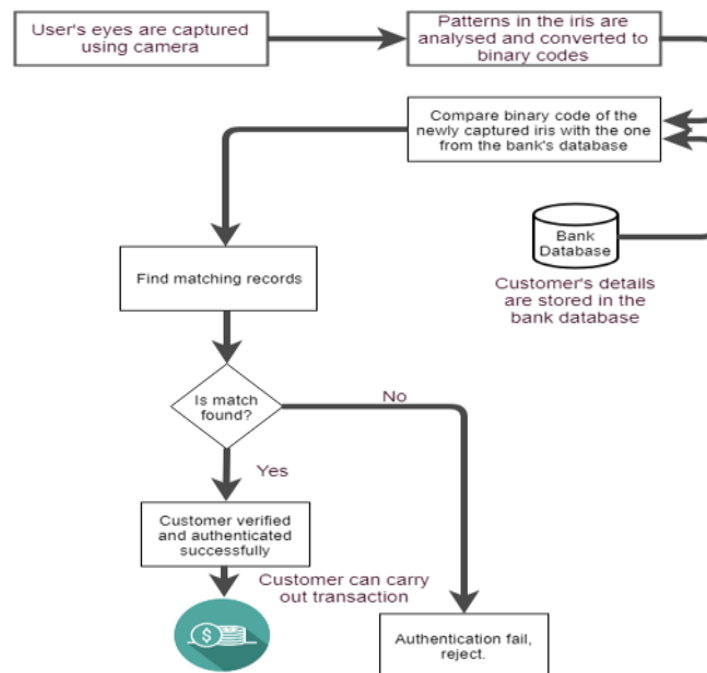 User's eyes are captured
using camera
Patterns in the iris are
analysed and converted to
binary codes
Compare binary code of the
newly captured iris with the one
from the bank's database
Bank
Database
Customer's details
are stored in the
bank database
Find matching records
Is match
found?
No
Yes
Customer verified
and authenticated
successfully
Customer can carry
out transaction
$
Authentication fail,
reject.